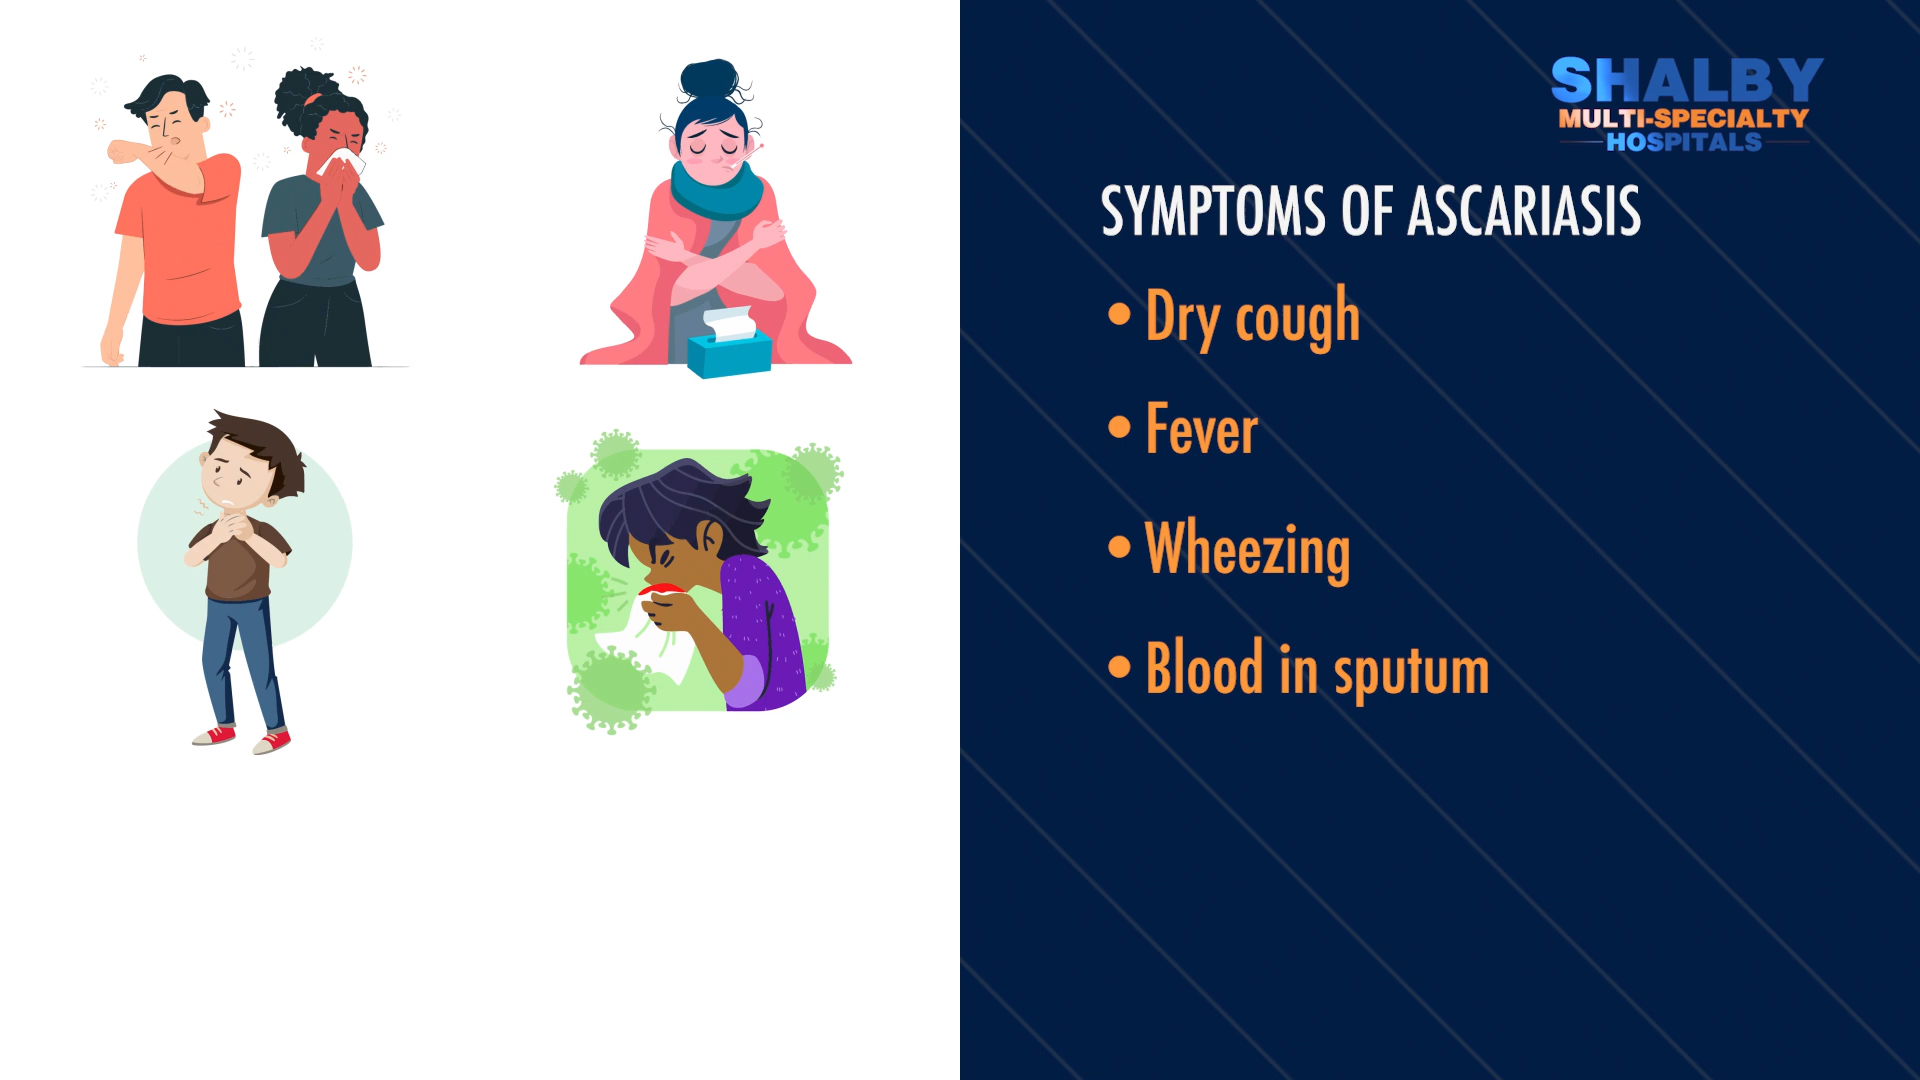 SHALBY
MULTI-SPECIALTY
HOSPITALS
SYMPTOMS OF ASCARIASIS
• Dry cough
• Fever
• Wheezing
• Blood in sputum